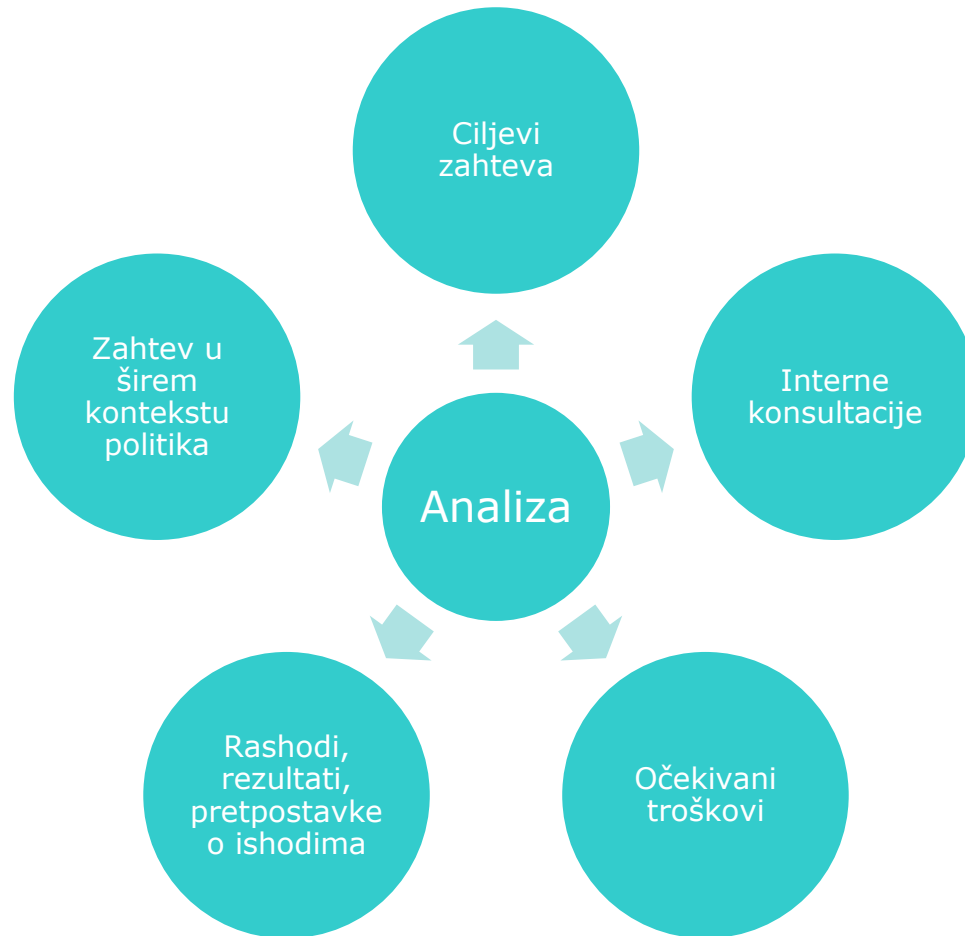 Ciljevi
zahteva
Zahtev u
širem
kontekstu
politika
Interne
konsultacije
Analiza
Rashodi,
rezultati,
pretpostavke
o ishodima
Očekivani
troškovi